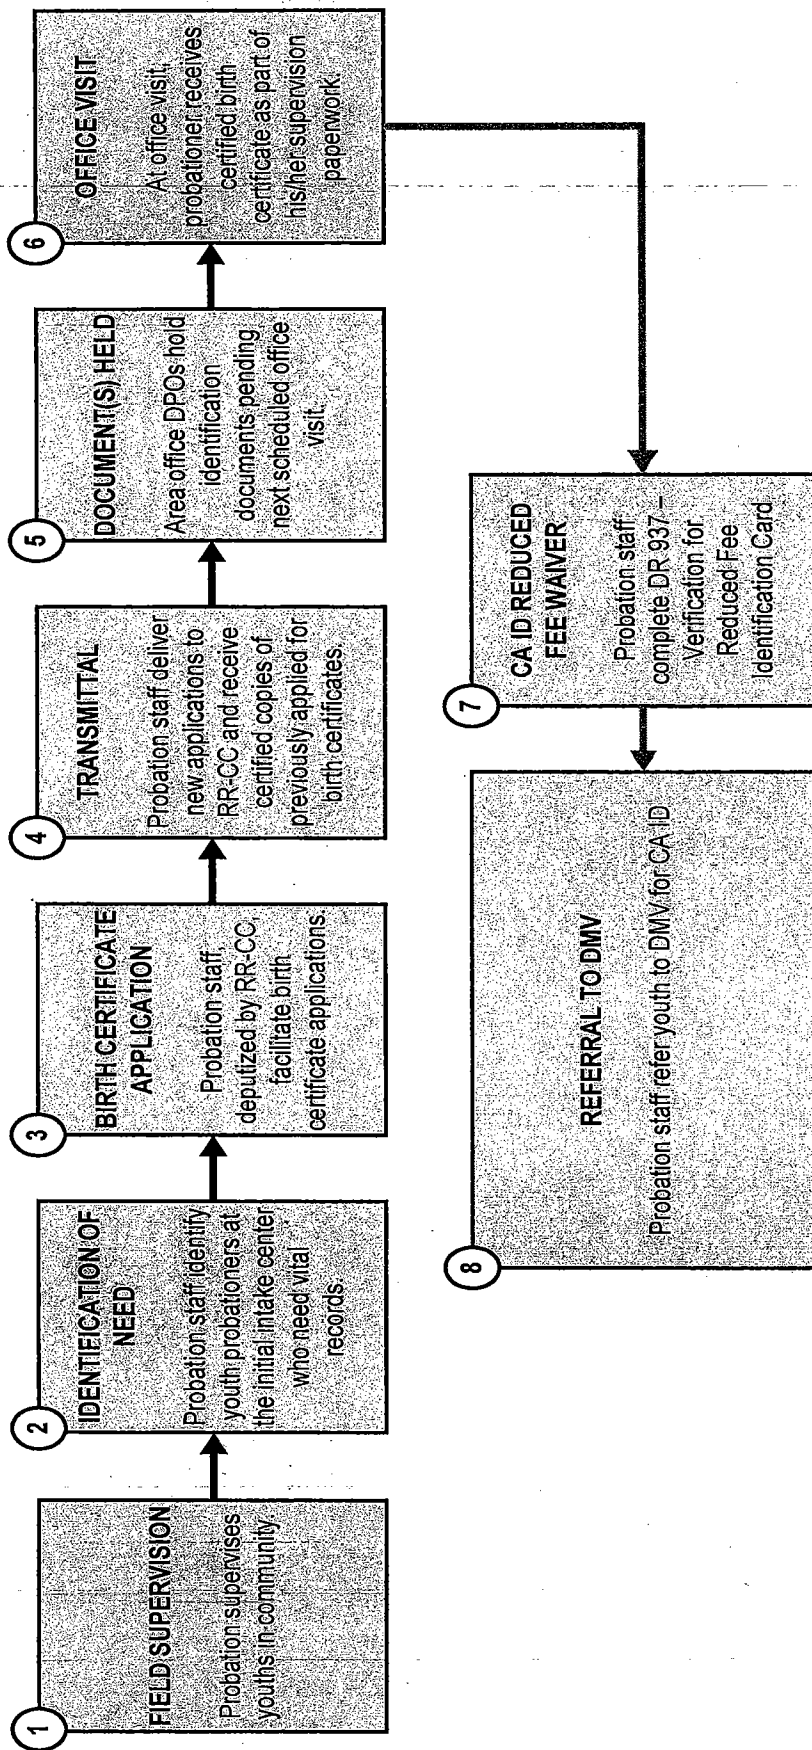 1
FIELD SUPERVISION
Probation supervises
youths in community.
2
IDENTIFICATION OF
NEED
Probation staff identify
youth probationers at
the initial intake center
who need vital
records.
3
BIRTH CERTIFICATE
APPLICATION
Probation staff,
deputized by RR-CC,
facilitate birth
certificate applications.
4
TRANSMITTAL
Probation staff deliver
new applications to
RR-CC and receive
certified copies of
previously applied for
birth certificates.
5
DOCUMENT(S) HELD
Area office DPOs hold
identification
documents pending
next scheduled office
visit.
6
OFFICE VISIT
At office visit,
probationer receives
certified birth
certificate as part of
his/her supervision
paperwork.
7
CA ID REDUCED
FEE WAIVER
Probation staff
complete DR 937 –
Verification for
Reduced Fee
Identification Card
8
REFERRAL TO DMV
Probation staff refer youth to DMV for CA ID